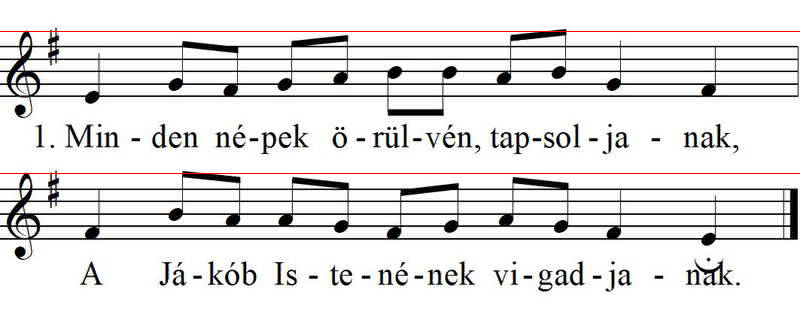 1. Min - den né-pek ö - rül-vén, tap-sol - ja - nak,
A Já - kób Is - te - né - nek vi - gad - ja - nak.